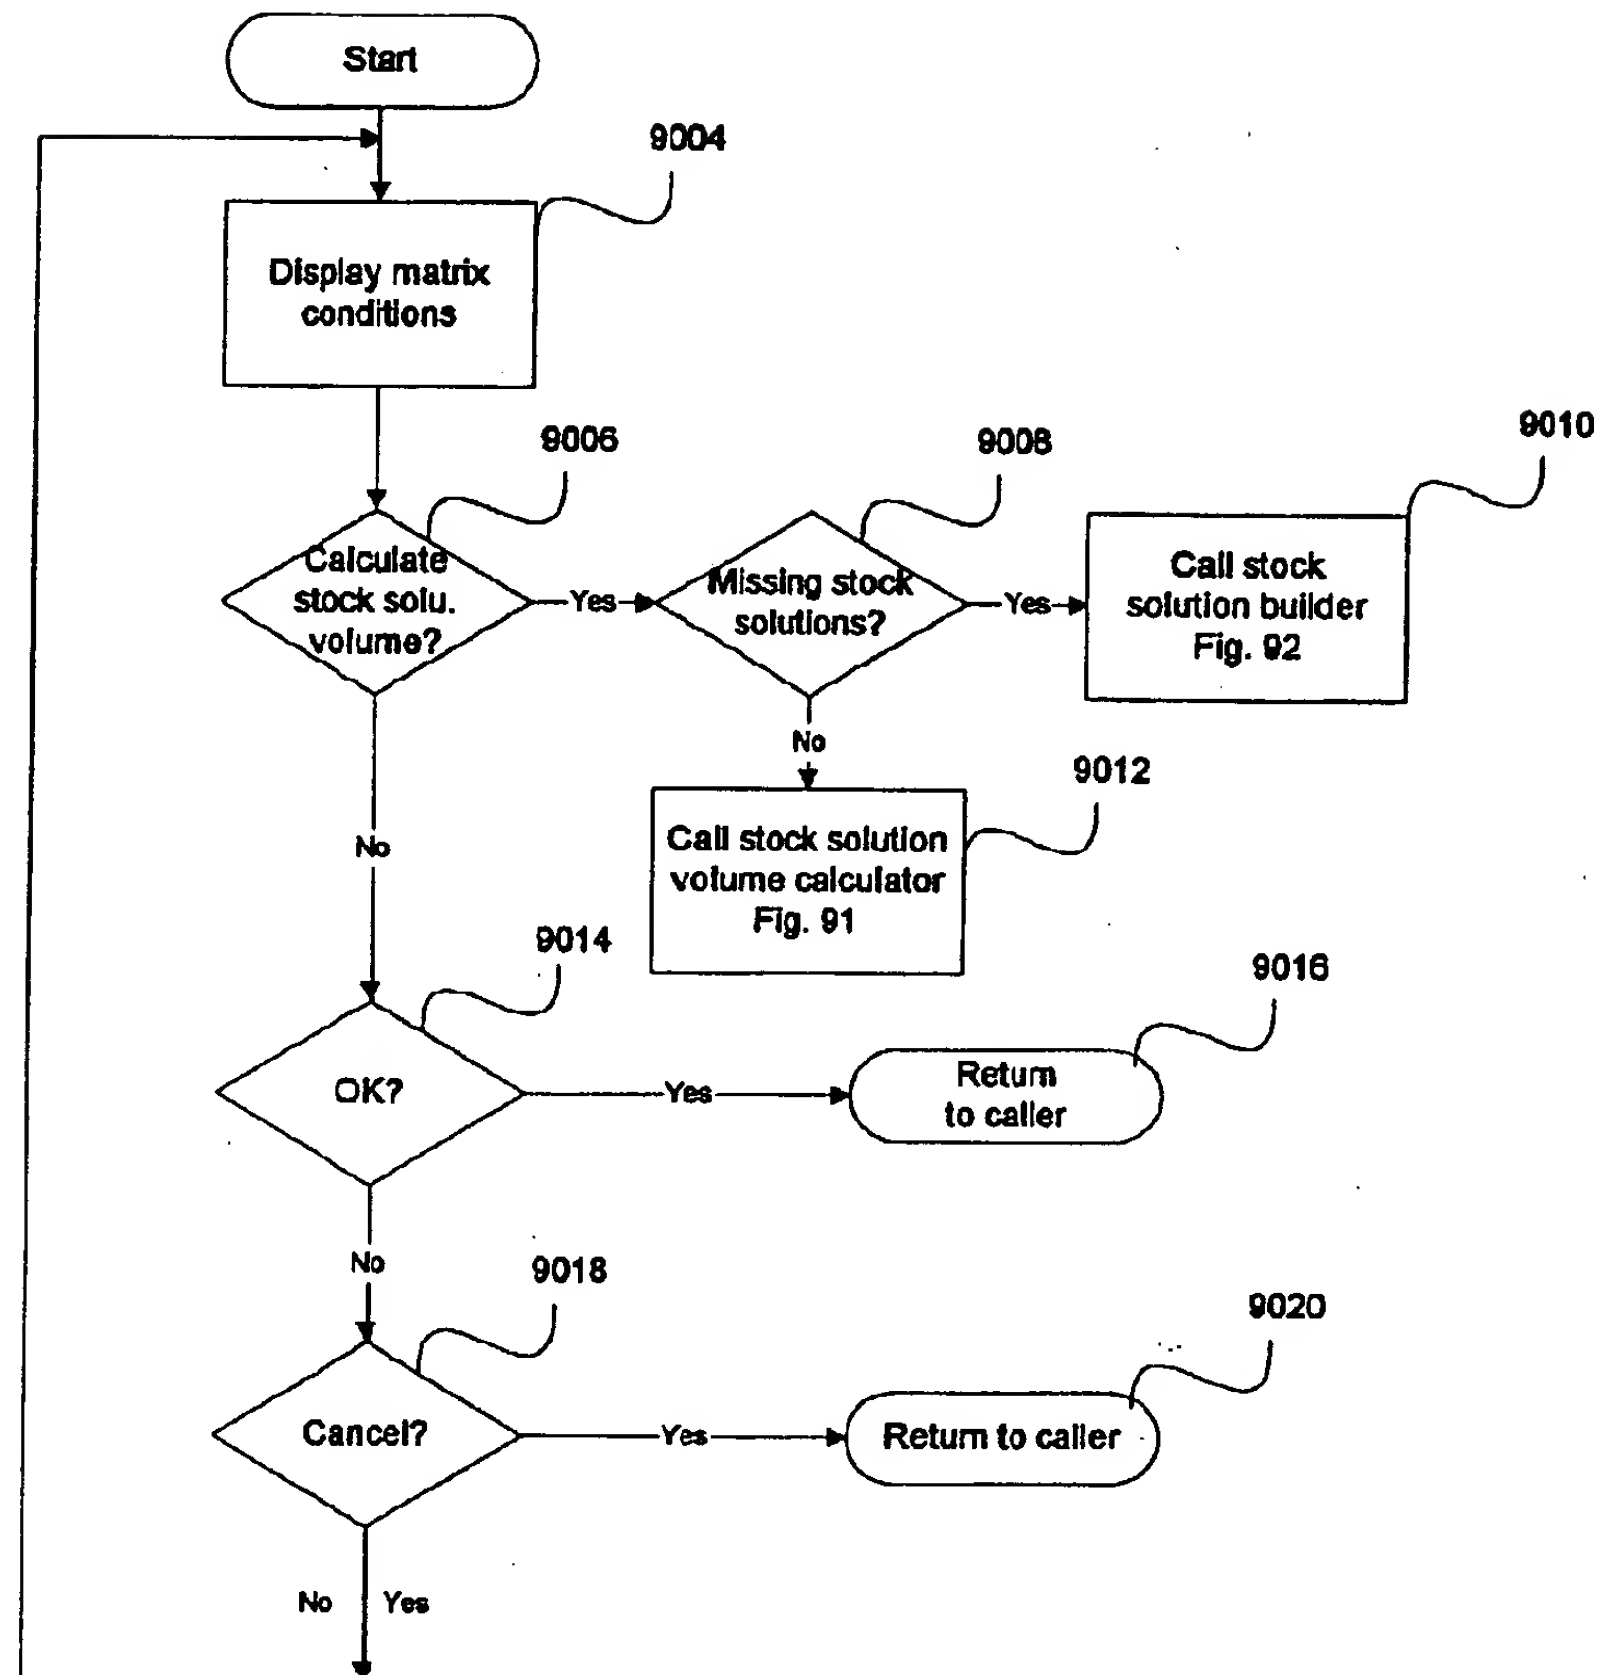 Start
9004
Display matrix
conditions
9006
9008
9010
Calculate
stock solu.
volume?
Yes
Missing stock
solutions?
Yes
Call stock
solution builder
Fig. 92
No
9012
Call stock solution
volume calculator
Fig. 91
No
9014
9016
OK?
Yes
Return
to caller
No
9018
9020
Cancel?
Yes
Return to caller
No
Yes